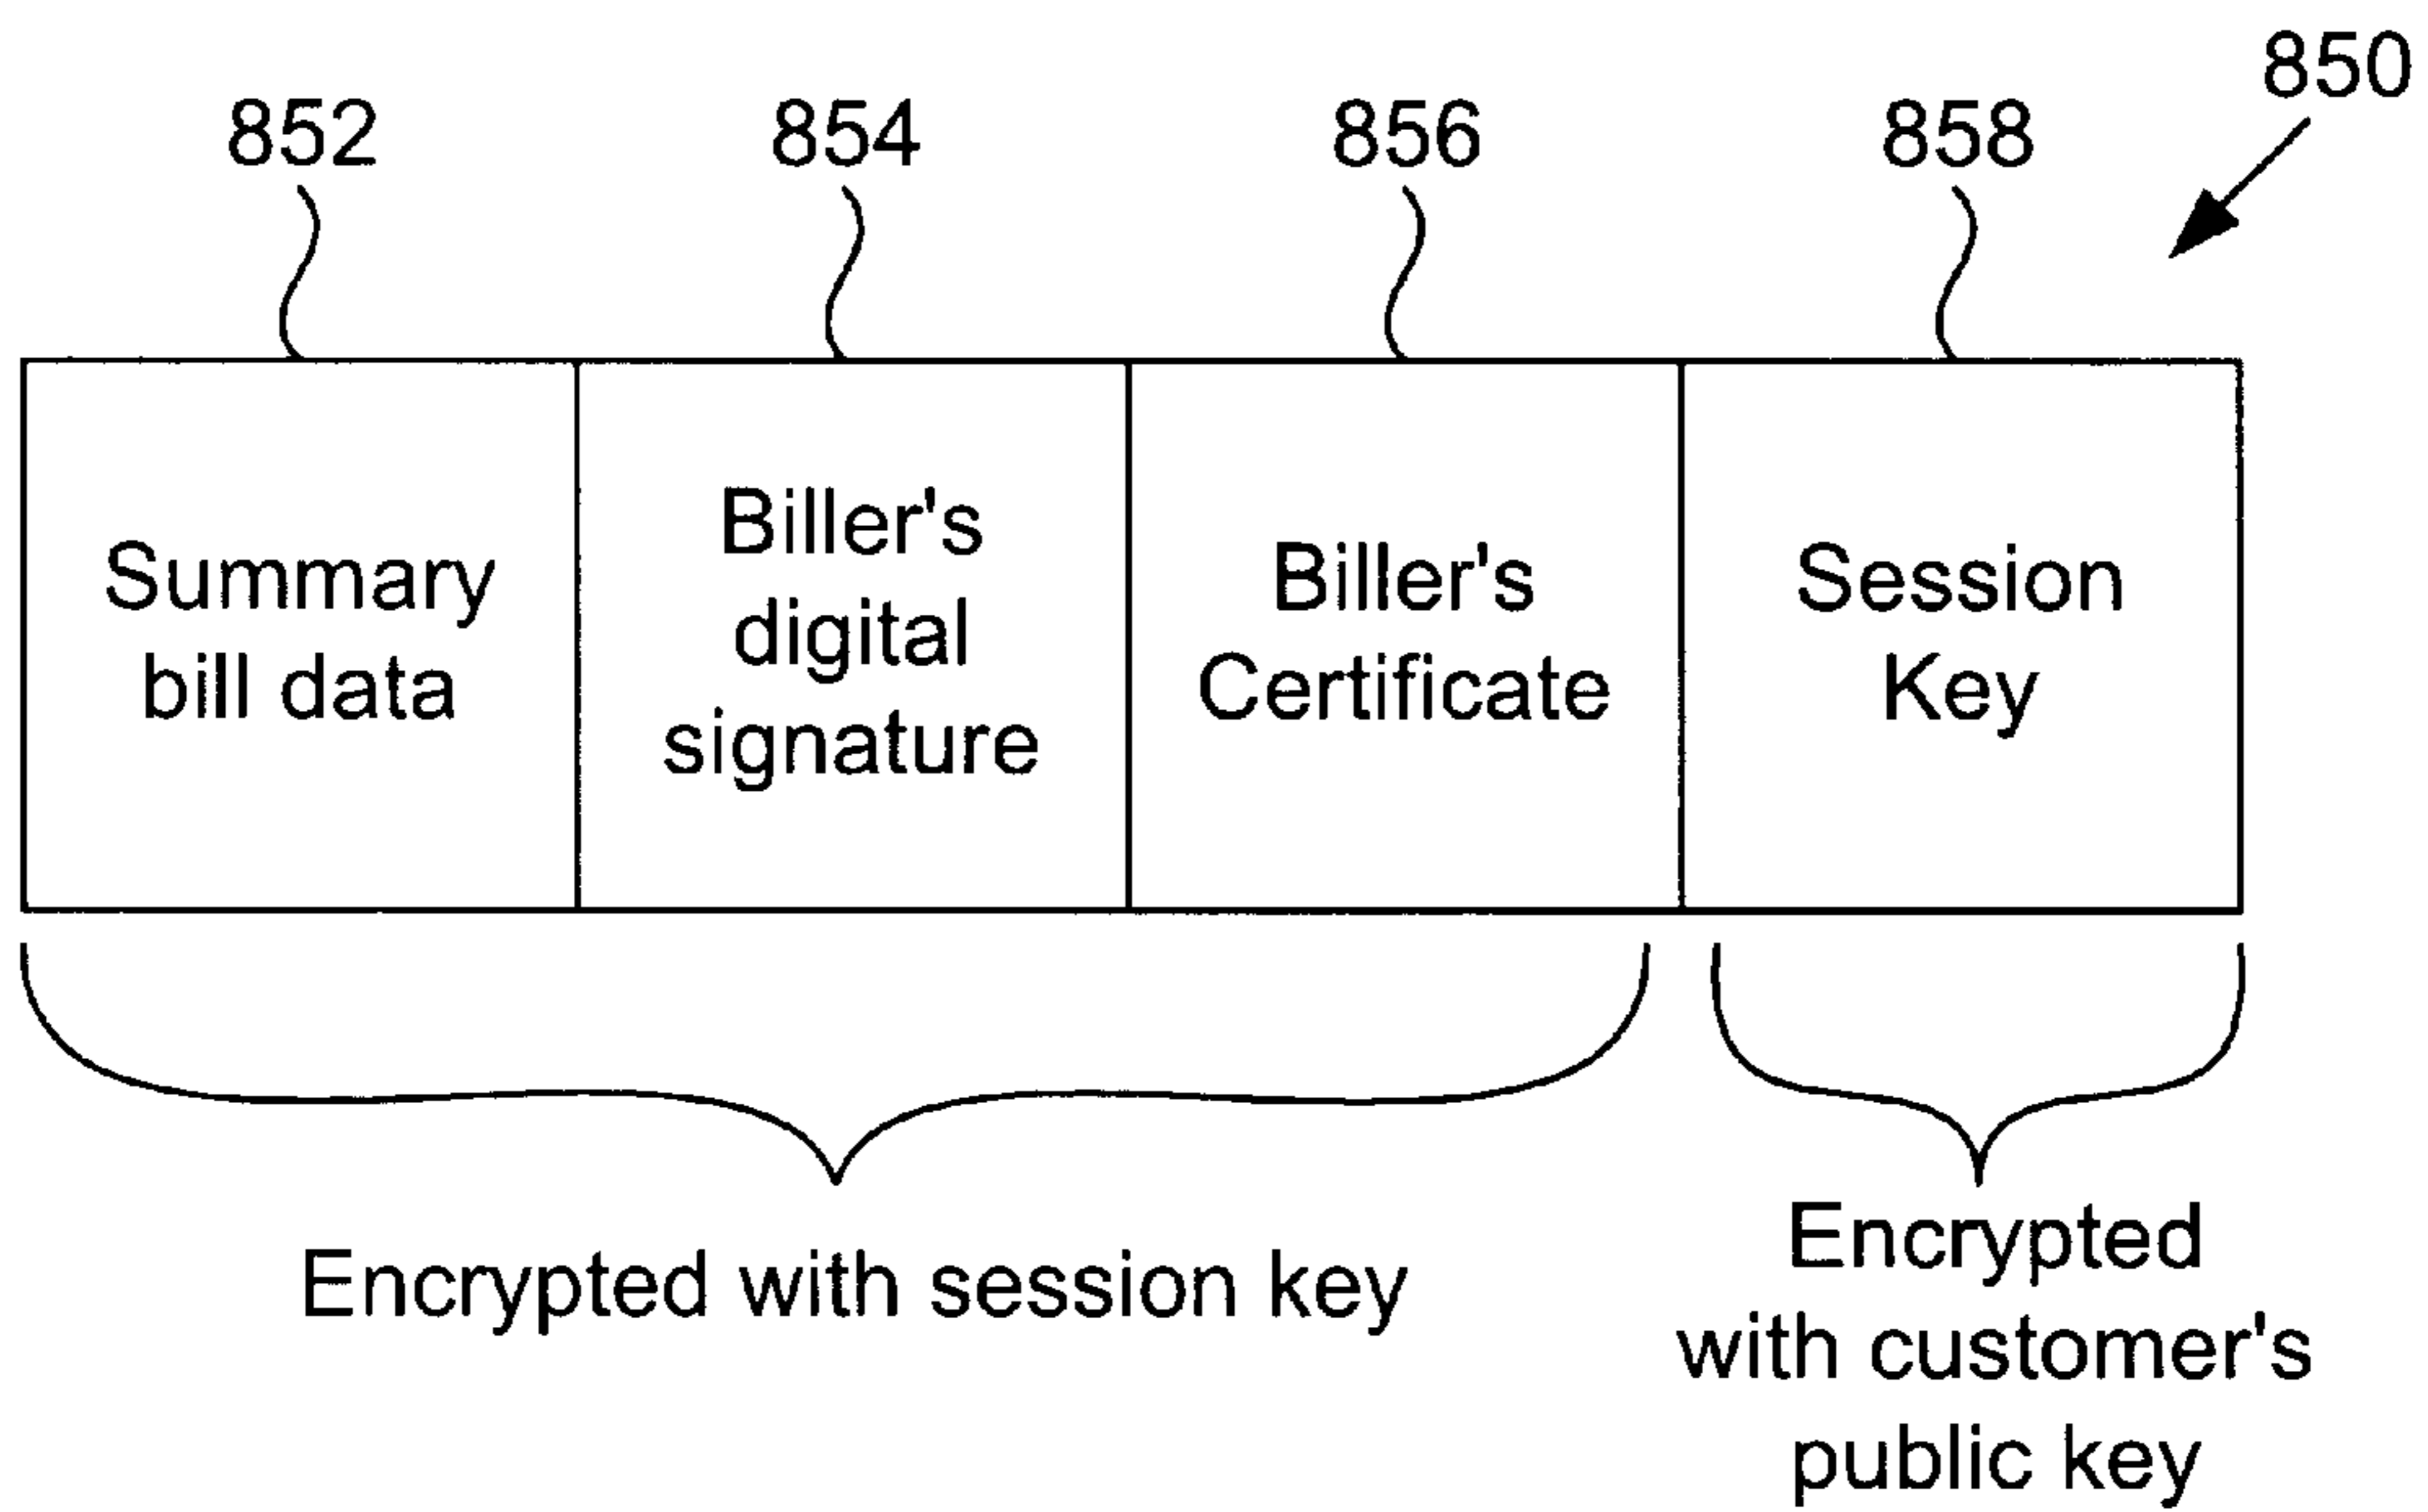 850
852
854
856
858
Summary
bill data
Biller's
digital
signature
Biller's
Certificate
Session
Key
Encrypted with session key
Encrypted
with customer's
public key